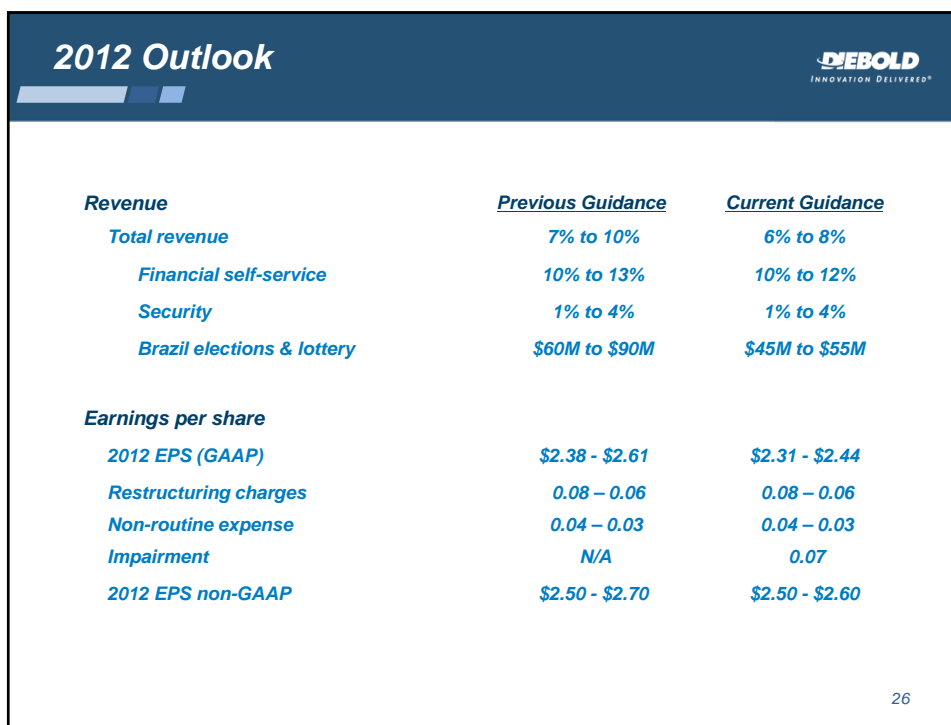 2012 Outlook
DIEBOLD
INNOVATION DELIVERED®
Revenue Previous Guidance Current Guidance
Total revenue 7% to 10% 6% to 8%
Financial self-service 10% to 13% 10% to 12%
Security 1% to 4% 1% to 4%
Brazil elections & lottery $60M to $90M $45M to $55M
Earnings per share
2012 EPS (GAAP) $2.38 - $2.61 $2.31 - $2.44
Restructuring charges 0.08 – 0.06 0.08 – 0.06
Non-routine expense 0.04 – 0.03 0.04 – 0.03
Impairment N/A 0.07
2012 EPS non-GAAP $2.50 - $2.70 $2.50 - $2.60
26